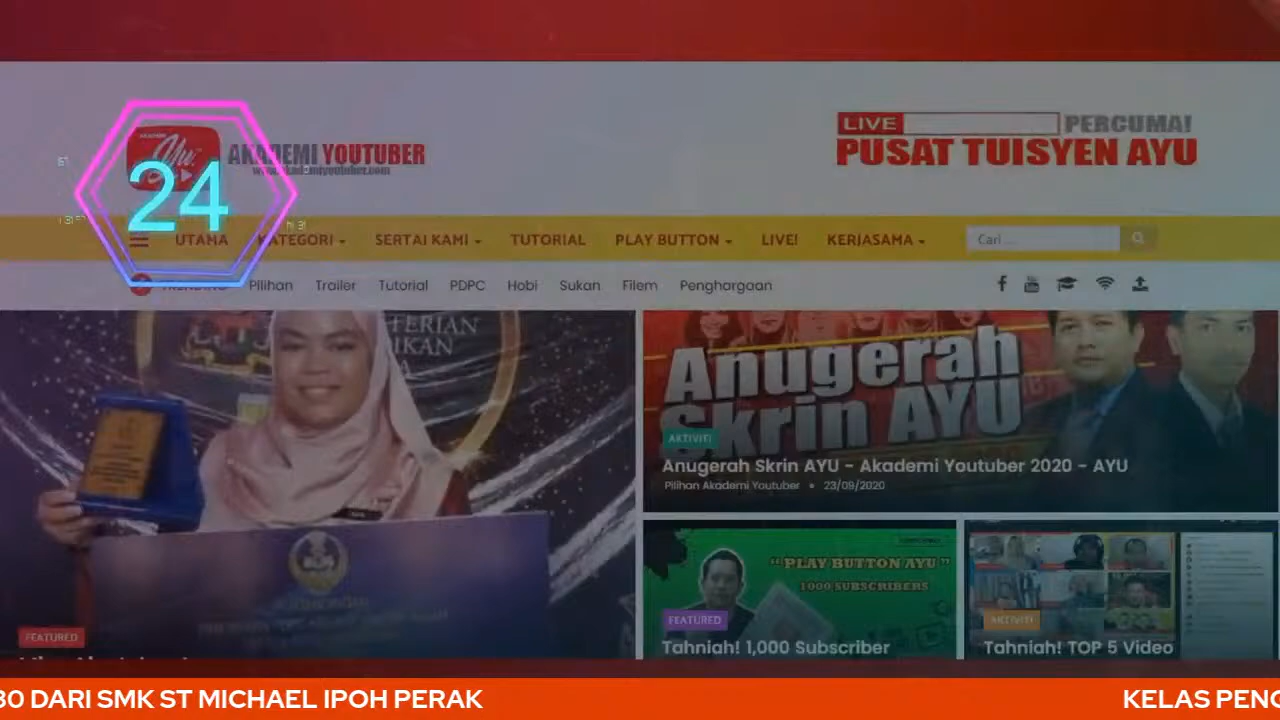 LIVE
PERCUMA!
AKADEMI YOUTUBER
PUSAT TUISYEN AYU
24
UTAMA KATEGORI SERTAI KAMI TUTORIAL PLAY BUTTON LIVE! KERJASAMA Cari ...
TRENDING Pilihan Trailer Tutorial PDPC Hobi Sukan Filem Penghargaan
Anugerah
Skrin AYU
AKTIVITI
Anugerah Skrin AYU - Akademi Youtuber 2020 - AYU
Pilihan Akademi Youtuber • 23/09/2020
"PLAY BUTTON AYU"
1000 SUBSCRIBERS
FEATURED
Tahniah! 1,000 Subscriber
AKTIVITI
Tahniah! TOP 5 Video
FEATURED
30 DARI SMK ST MICHAEL IPOH PERAK
KELAS PENG